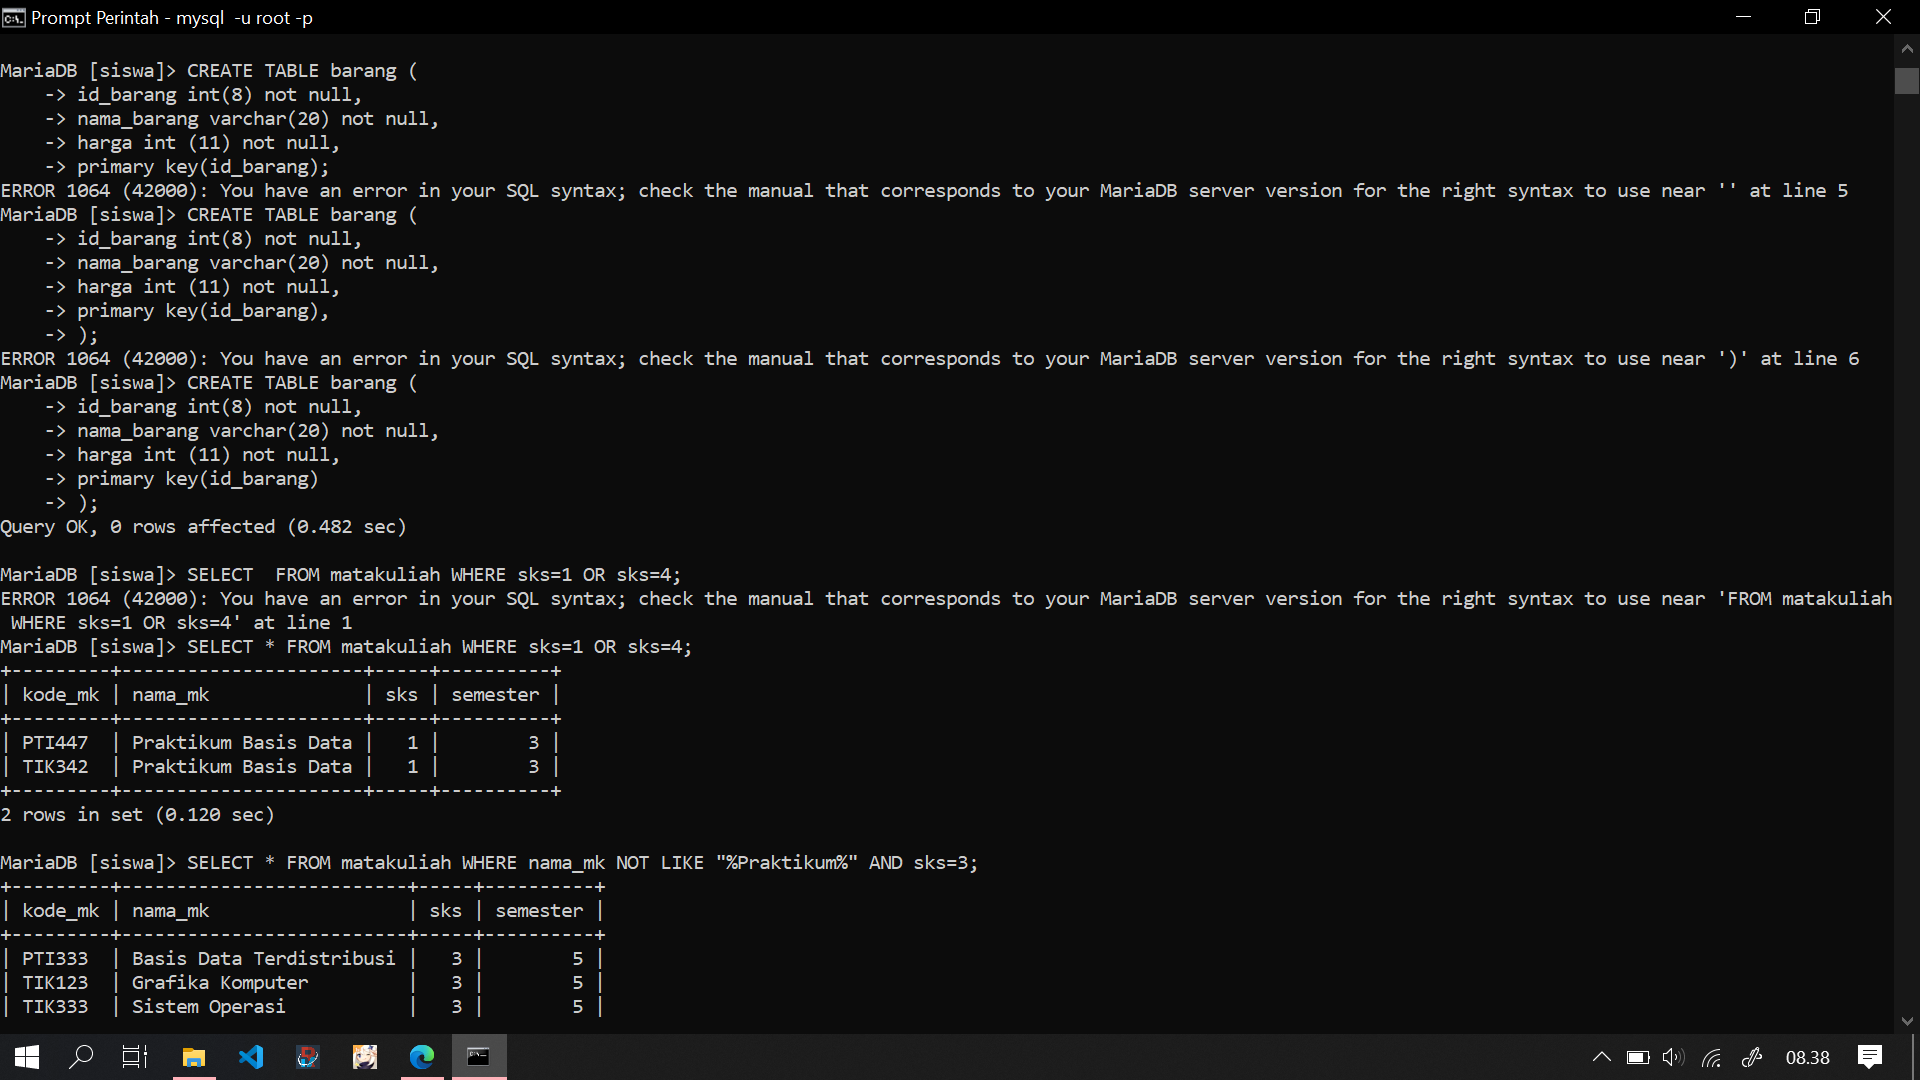 Prompt Perintah - mysql  -u root -p
MariaDB [siswa]> CREATE TABLE barang (
    -> id_barang int(8) not null,
    -> nama_barang varchar(20) not null,
    -> harga int (11) not null,
    -> primary key(id_barang);
ERROR 1064 (42000): You have an error in your SQL syntax; check the manual that corresponds to your MariaDB server version for the right syntax to use near '' at line 5
MariaDB [siswa]> CREATE TABLE barang (
    -> id_barang int(8) not null,
    -> nama_barang varchar(20) not null,
    -> harga int (11) not null,
    -> primary key(id_barang),
    -> );
ERROR 1064 (42000): You have an error in your SQL syntax; check the manual that corresponds to your MariaDB server version for the right syntax to use near ')' at line 6
MariaDB [siswa]> CREATE TABLE barang (
    -> id_barang int(8) not null,
    -> nama_barang varchar(20) not null,
    -> harga int (11) not null,
    -> primary key(id_barang)
    -> );
Query OK, 0 rows affected (0.482 sec)
MariaDB [siswa]> SELECT  FROM matakuliah WHERE sks=1 OR sks=4;
ERROR 1064 (42000): You have an error in your SQL syntax; check the manual that corresponds to your MariaDB server version for the right syntax to use near 'FROM matakuliah
 WHERE sks=1 OR sks=4' at line 1
MariaDB [siswa]> SELECT * FROM matakuliah WHERE sks=1 OR sks=4;
+---------+----------------------+-----+----------+
| kode_mk | nama_mk              | sks | semester |
+---------+----------------------+-----+----------+
| PTI447  | Praktikum Basis Data |   1 |        3 |
| TIK342  | Praktikum Basis Data |   1 |        3 |
+---------+----------------------+-----+----------+
2 rows in set (0.120 sec)
MariaDB [siswa]> SELECT * FROM matakuliah WHERE nama_mk NOT LIKE "%Praktikum%" AND sks=3;
+---------+--------------------------+-----+----------+
| kode_mk | nama_mk                  | sks | semester |
+---------+--------------------------+-----+----------+
| PTI333  | Basis Data Terdistribusi |   3 |        5 |
| TIK123  | Grafika Komputer         |   3 |        5 |
| TIK333  | Sistem Operasi           |   3 |        5 |
08.38